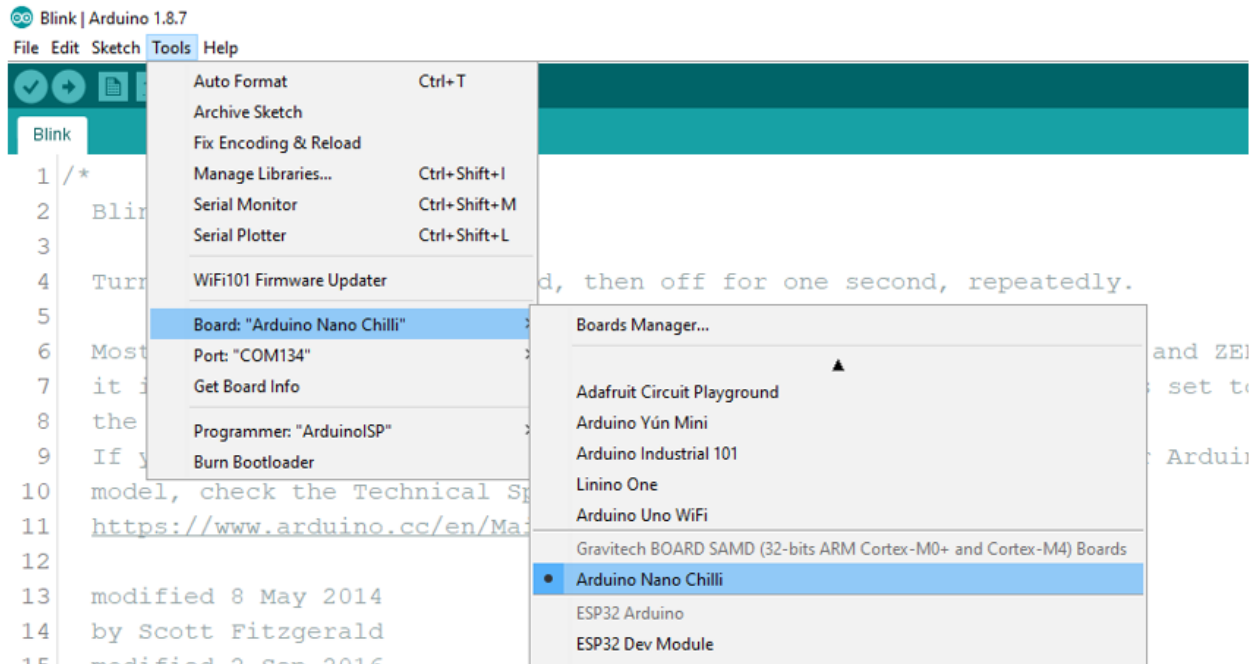 Blink | Arduino 1.8.7
File Edit Sketch Tools Help
Blink
Auto Format Ctrl+T
Archive Sketch
Fix Encoding & Reload
Manage Libraries... Ctrl+Shift+I
Serial Monitor Ctrl+Shift+M
Serial Plotter Ctrl+Shift+L
WiFi101 Firmware Updater
Board: "Arduino Nano Chilli"
Port: "COM134"
Get Board Info
Programmer: "ArduinoISP"
Burn Bootloader
Boards Manager...
Adafruit Circuit Playground
Arduino Yún Mini
Arduino Industrial 101
Linino One
Arduino Uno WiFi
Gravitech BOARD SAMD (32-bits ARM Cortex-M0+ and Cortex-M4) Boards
Arduino Nano Chilli
ESP32 Arduino
ESP32 Dev Module
1 /*
2
3
4 , then off for one second, repeatedly.
5
6 Most and
7 it set to
8 the
9 If
10 model, check the Technical
11 https://www.arduino.cc/en/
12
13 modified 8 May 2014
14 by Scott Fitzgerald